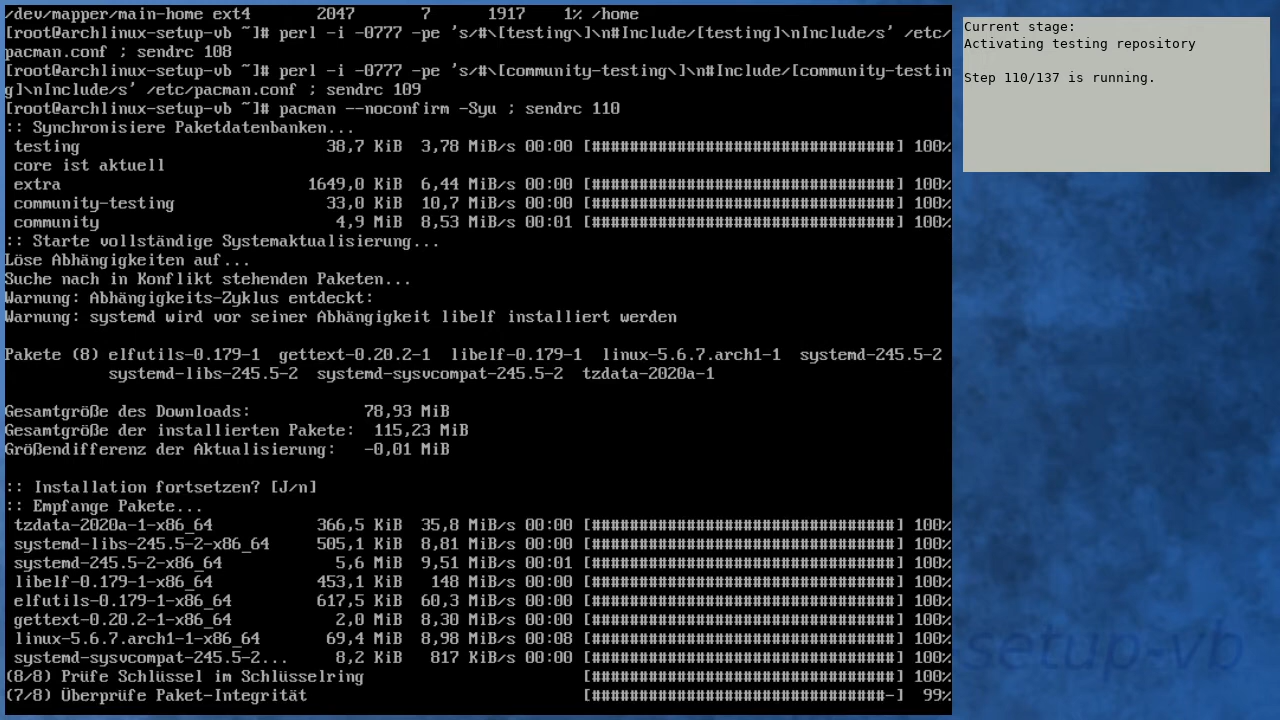 /dev/mapper/main-home ext4       2047       7      1917    1% /home
[root@archlinux-setup-vb ~]# perl -i -0777 -pe 's/#\[testing\]\n#Include/[testing]\nInclude/s' /etc/
pacman.conf ; sendrc 108
[root@archlinux-setup-vb ~]# perl -i -0777 -pe 's/#\[community-testing\]\n#Include/[community-testin
g]\nInclude/s' /etc/pacman.conf ; sendrc 109
[root@archlinux-setup-vb ~]# pacman --noconfirm -Syu ; sendrc 110
:: Synchronisiere Paketdatenbanken...
 testing                          38,7 KiB  3,78 MiB/s 00:00 [################################] 100%
 core ist aktuell
 extra                          1649,0 KiB  6,44 MiB/s 00:00 [################################] 100%
 community-testing                33,0 KiB  10,7 MiB/s 00:00 [################################] 100%
 community                         4,9 MiB  8,53 MiB/s 00:01 [################################] 100%
:: Starte vollständige Systemaktualisierung...
Löse Abhängigkeiten auf...
Suche nach in Konflikt stehenden Paketen...
Warnung: Abhängigkeits-Zyklus entdeckt:
Warnung: systemd wird vor seiner Abhängigkeit libelf installiert werden
Pakete (8) elfutils-0.179-1  gettext-0.20.2-1  libelf-0.179-1  linux-5.6.7.arch1-1  systemd-245.5-2
           systemd-libs-245.5-2  systemd-sysvcompat-245.5-2  tzdata-2020a-1
Gesamtgröße des Downloads:            78,93 MiB
Gesamtgröße der installierten Pakete:  115,23 MiB
Größendifferenz der Aktualisierung:   -0,01 MiB
:: Installation fortsetzen? [J/n]
:: Empfange Pakete...
 tzdata-2020a-1-x86_64           366,5 KiB  35,8 MiB/s 00:00 [################################] 100%
 systemd-libs-245.5-2-x86_64     505,1 KiB  8,81 MiB/s 00:00 [################################] 100%
 systemd-245.5-2-x86_64            5,6 MiB  9,51 MiB/s 00:01 [################################] 100%
 libelf-0.179-1-x86_64           453,1 KiB   148 MiB/s 00:00 [################################] 100%
 elfutils-0.179-1-x86_64         617,5 KiB  60,3 MiB/s 00:00 [################################] 100%
 gettext-0.20.2-1-x86_64           2,0 MiB  8,30 MiB/s 00:00 [################################] 100%
 linux-5.6.7.arch1-1-x86_64       69,4 MiB  8,98 MiB/s 00:08 [################################] 100%
 systemd-sysvcompat-245.5-2...     8,2 KiB   817 KiB/s 00:00 [################################] 100%
(8/8) Prüfe Schlüssel im Schlüsselring                       [################################] 100%
(7/8) Überprüfe Paket-Integrität                             [###############################-]  99%
Current stage:
Activating testing repository
Step 110/137 is running.
setup-vb